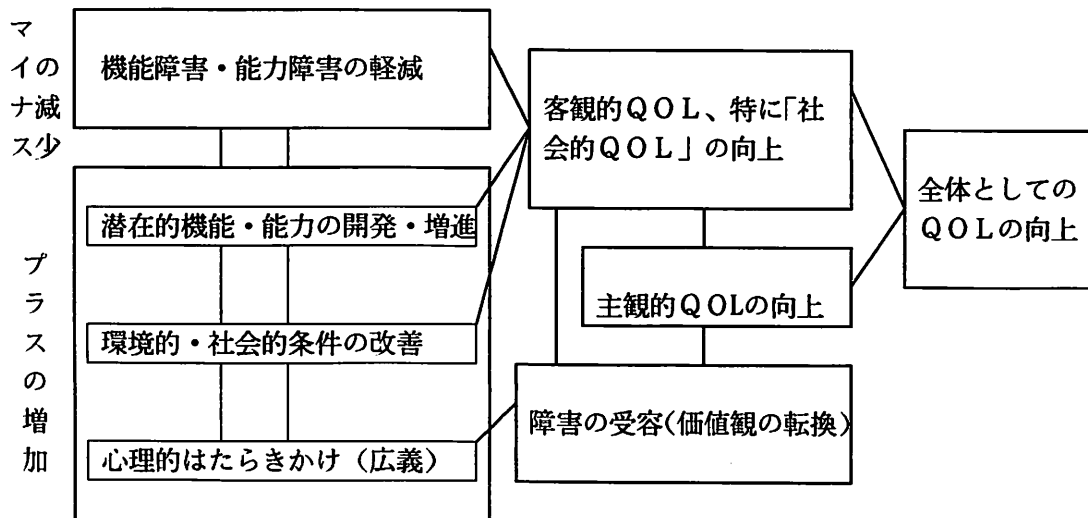 マイナスの減少
機能障害・能力障害の軽減
プラスの増加
潜在的機能・能力の開発・増進
環境的・社会的条件の改善
心理的はたらきかけ（広義）
客観的ＱＯＬ、特に「社
会的ＱＯＬ」の向上
主観的ＱＯＬの向上
障害の受容（価値観の転換）
全体としての
ＱＯＬの向上